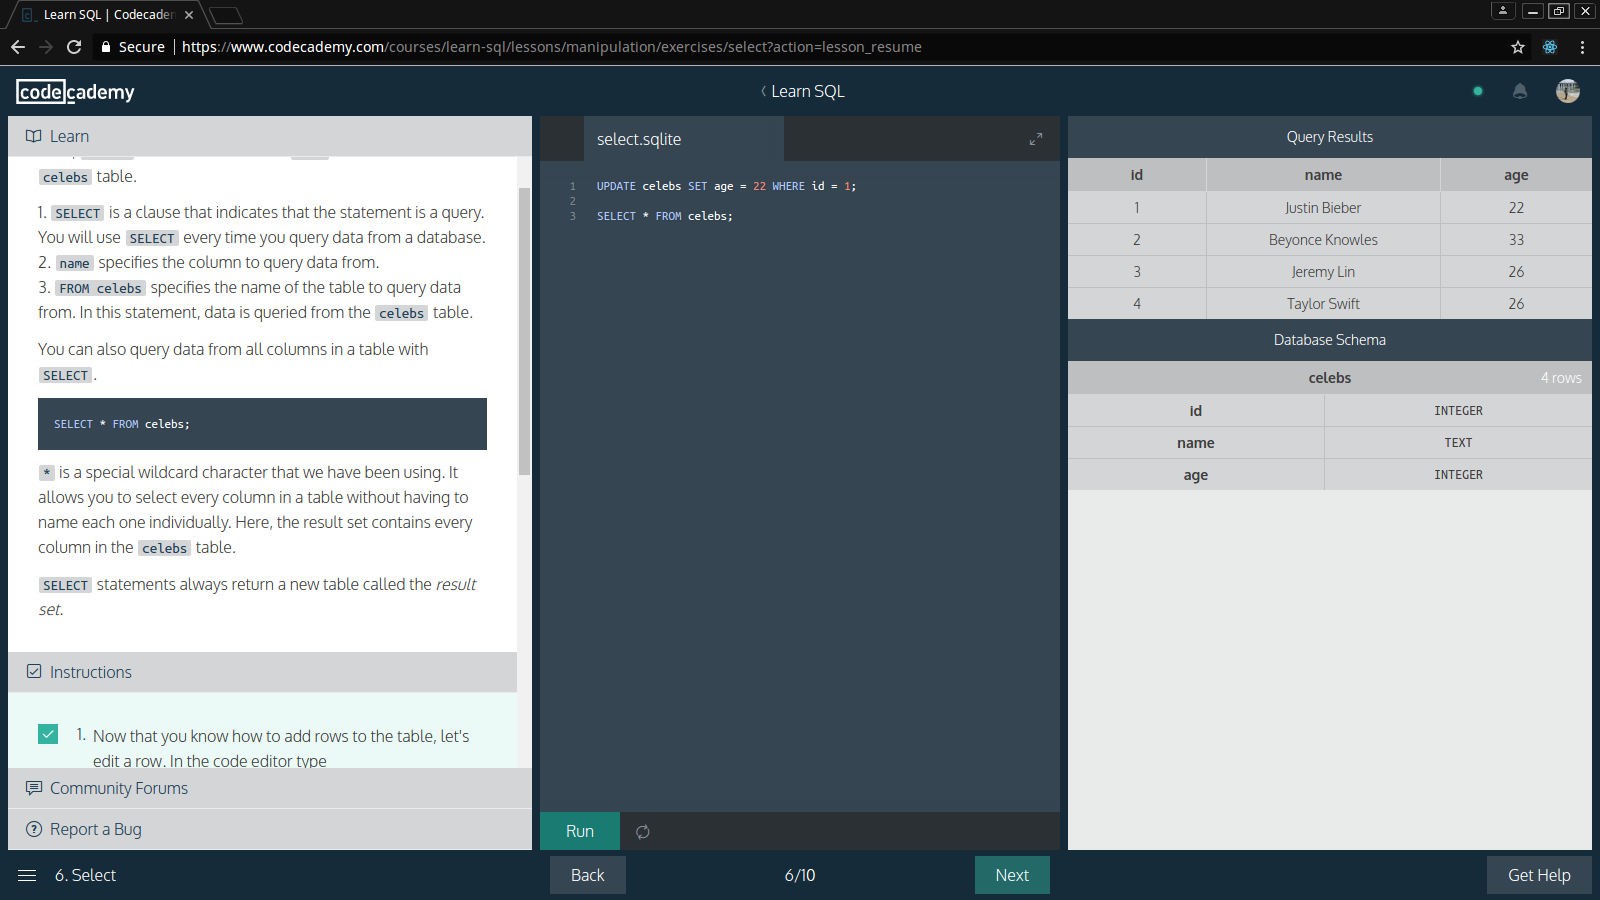 Learn SQL | Codecader
Secure
https://www.codecademy.com/courses/learn-sql/lessons/manipulation/exercises/select?action=lesson_resume
codecademy
Learn SQL
Learn
celebs table.
1. SELECT is a clause that indicates that the statement is a query.
You will use SELECT every time you query data from a database.
2. name specifies the column to query data from.
3. FROM celebs specifies the name of the table to query data
from. In this statement, data is queried from the celebs table.
You can also query data from all columns in a table with
SELECT.
SELECT * FROM celebs;
* is a special wildcard character that we have been using. It
allows you to select every column in a table without having to
name each one individually. Here, the result set contains every
column in the celebs table.
SELECT statements always return a new table called the result
set.
Instructions
1. Now that you know how to add rows to the table, let's
edit a row. In the code editor type
Community Forums
Report a Bug
select.sqlite
1 UPDATE celebs SET age = 22 WHERE id = 1;
2
3 SELECT * FROM celebs;
Run
Query Results
id name age
1 Justin Bieber 22
2 Beyonce Knowles 33
3 Jeremy Lin 26
4 Taylor Swift 26
Database Schema
celebs 4 rows
id INTEGER
name TEXT
age INTEGER
6. Select
Back
6/10
Next
Get Help